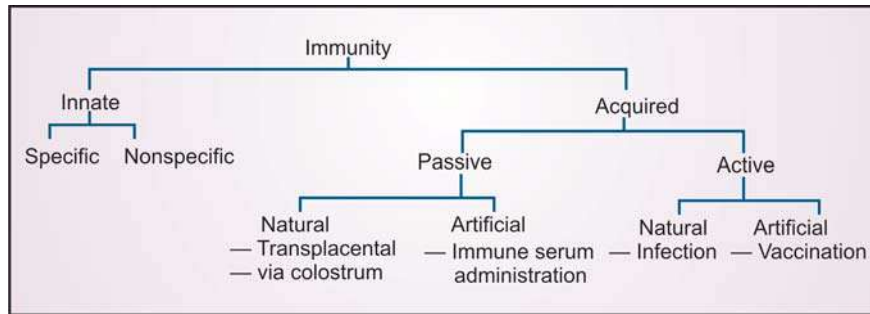 Immunity
Innate
Acquired
Specific
Nonspecific
Passive
Active
Natural
— Transplacental
— via colostrum
Artificial
— Immune serum
administration
Natural
— Infection
Artificial
— Vaccination